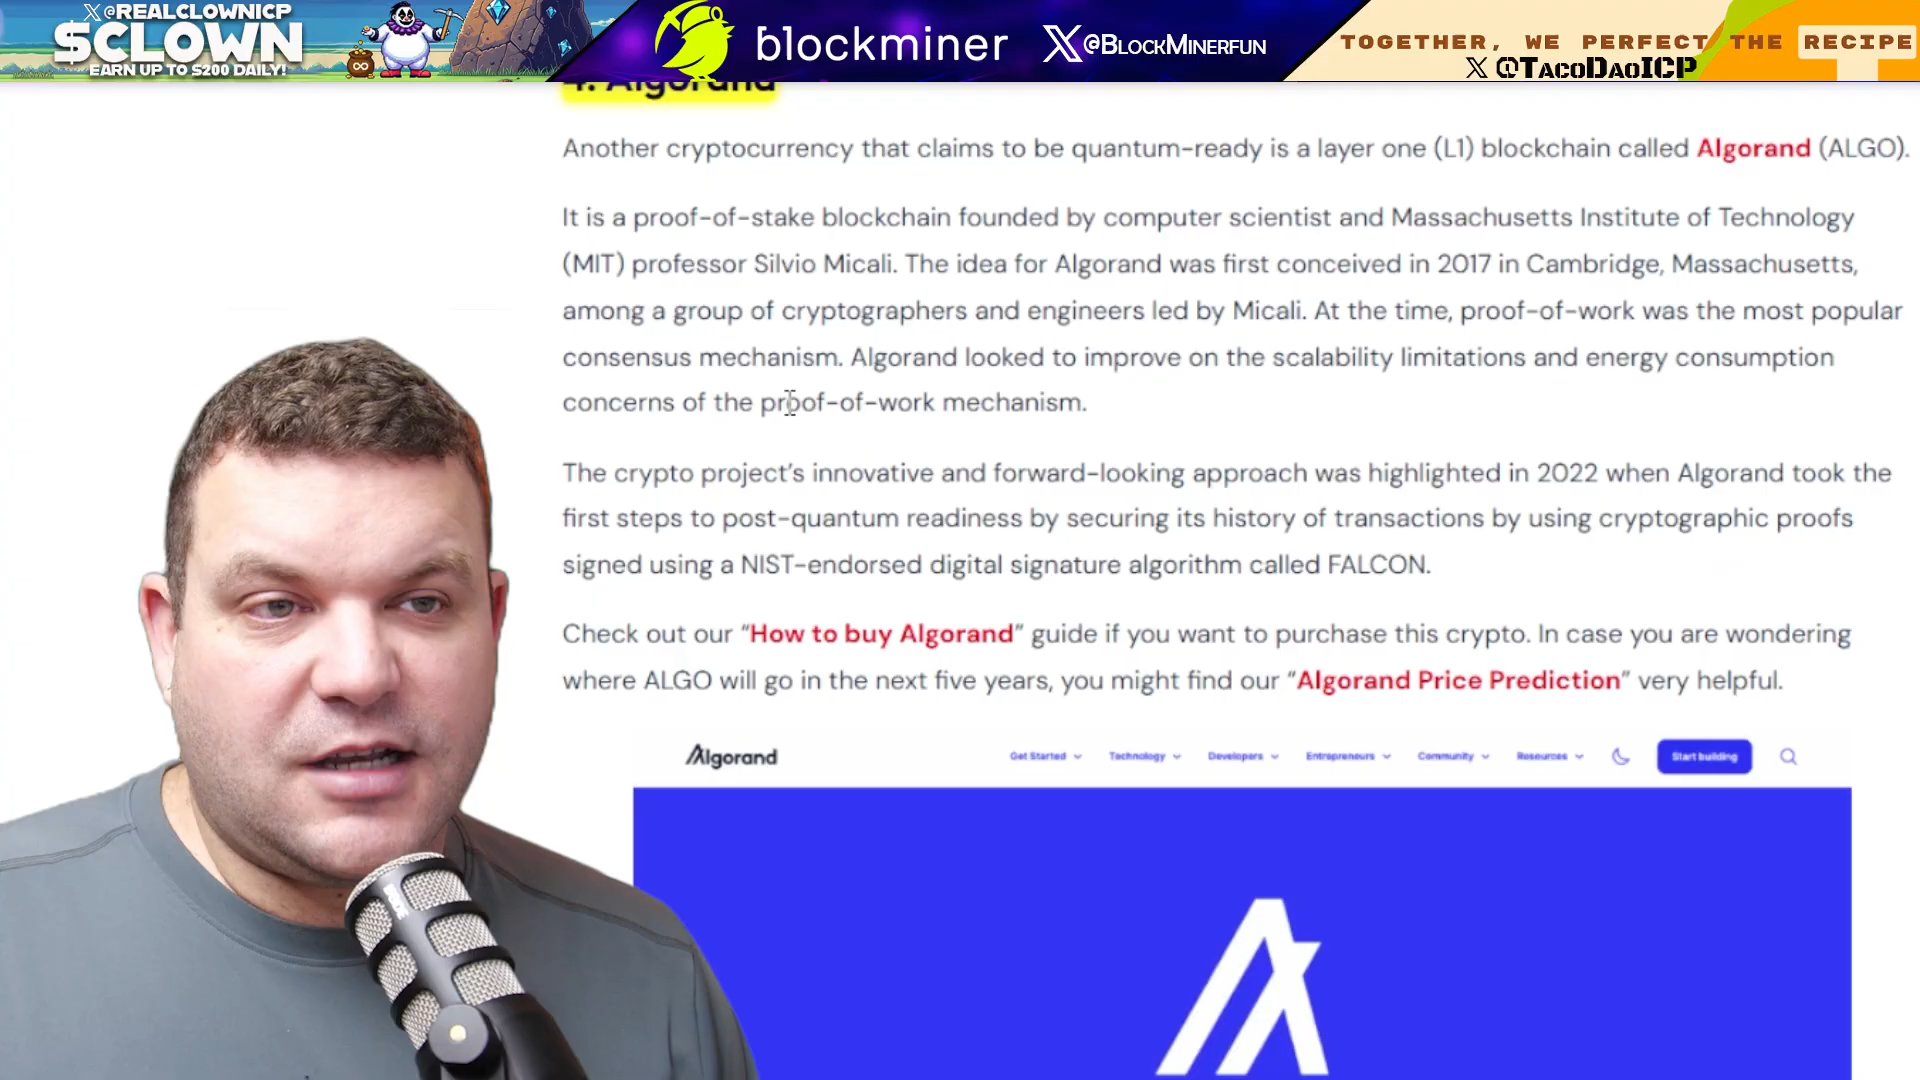 X@REALCLOWNICP
$CLOWN
EARN UP TO $200 DAILY!
blockminer
X@BLOCKMINERFUN
TOGETHER, WE PERFECT THE RECIPE
X @TACODAOICP
4. Algorand
Another cryptocurrency that claims to be quantum-ready is a layer one (L1) blockchain called Algorand (ALGO).
It is a proof-of-stake blockchain founded by computer scientist and Massachusetts Institute of Technology
(MIT) professor Silvio Micali. The idea for Algorand was first conceived in 2017 in Cambridge, Massachusetts,
among a group of cryptographers and engineers led by Micali. At the time, proof-of-work was the most popular
consensus mechanism. Algorand looked to improve on the scalability limitations and energy consumption
concerns of the proof-of-work mechanism.
The crypto project's innovative and forward-looking approach was highlighted in 2022 when Algorand took the
first steps to post-quantum readiness by securing its history of transactions by using cryptographic proofs
signed using a NIST-endorsed digital signature algorithm called FALCON.
Check out our “How to buy Algorand” guide if you want to purchase this crypto. In case you are wondering
where ALGO will go in the next five years, you might find our “Algorand Price Prediction” very helpful.
Algorand Get Started Technology Developers Entrepreneurs Community Resources Start building